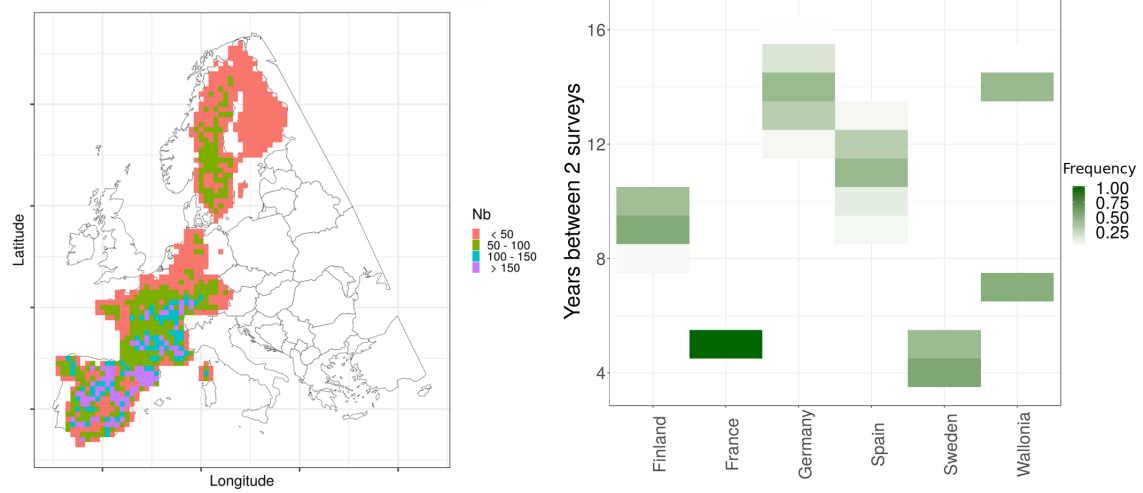 Latitude
Longitude
Nb
< 50
50 - 100
100 - 150
> 150
Years between 2 surveys
16
12
8
4
Finland
France
Germany
Spain
Sweden
Wallonia
Frequency
1.00
0.75
0.50
0.25